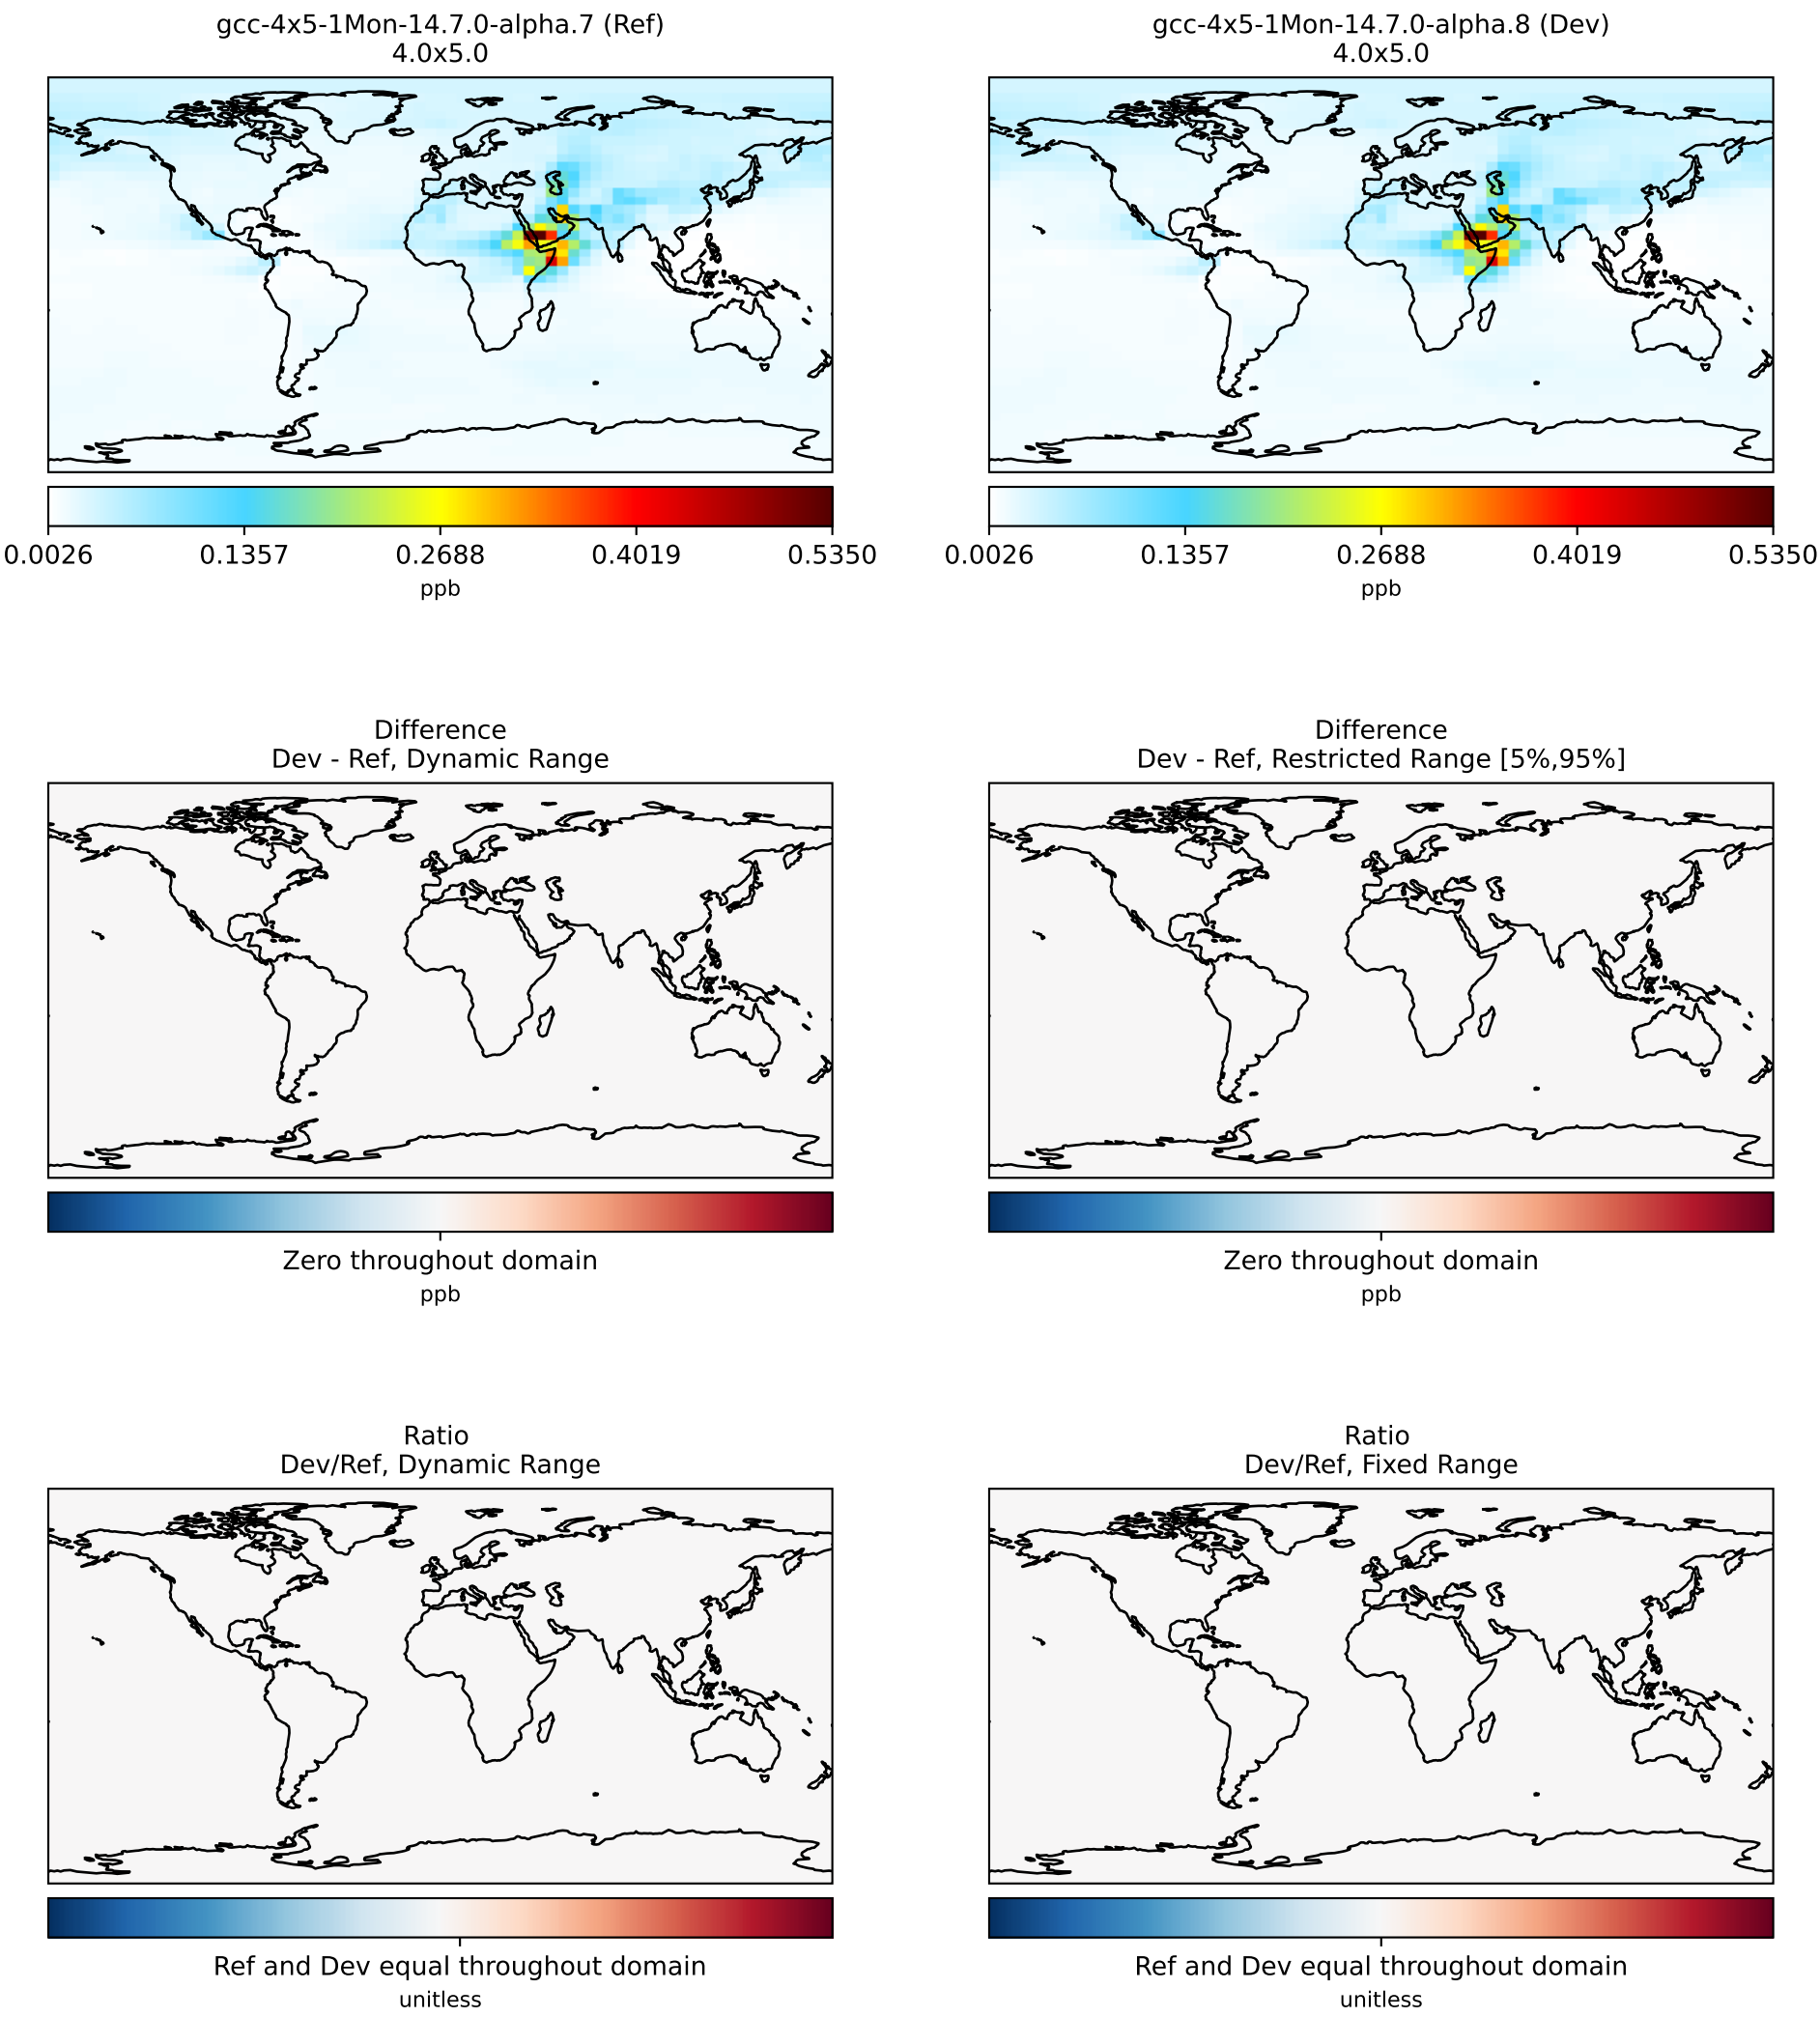 gcc-4x5-1Mon-14.7.0-alpha.7 (Ref)
4.0x5.0
gcc-4x5-1Mon-14.7.0-alpha.8 (Dev)
4.0x5.0
0.0026 0.1357 0.2688 0.4019 0.5350
ppb
0.0026 0.1357 0.2688 0.4019 0.5350
ppb
Difference
Dev - Ref, Dynamic Range
Difference
Dev - Ref, Restricted Range [5%,95%]
Zero throughout domain
ppb
Zero throughout domain
ppb
Ratio
Dev/Ref, Dynamic Range
Ratio
Dev/Ref, Fixed Range
Ref and Dev equal throughout domain
unitless
Ref and Dev equal throughout domain
unitless